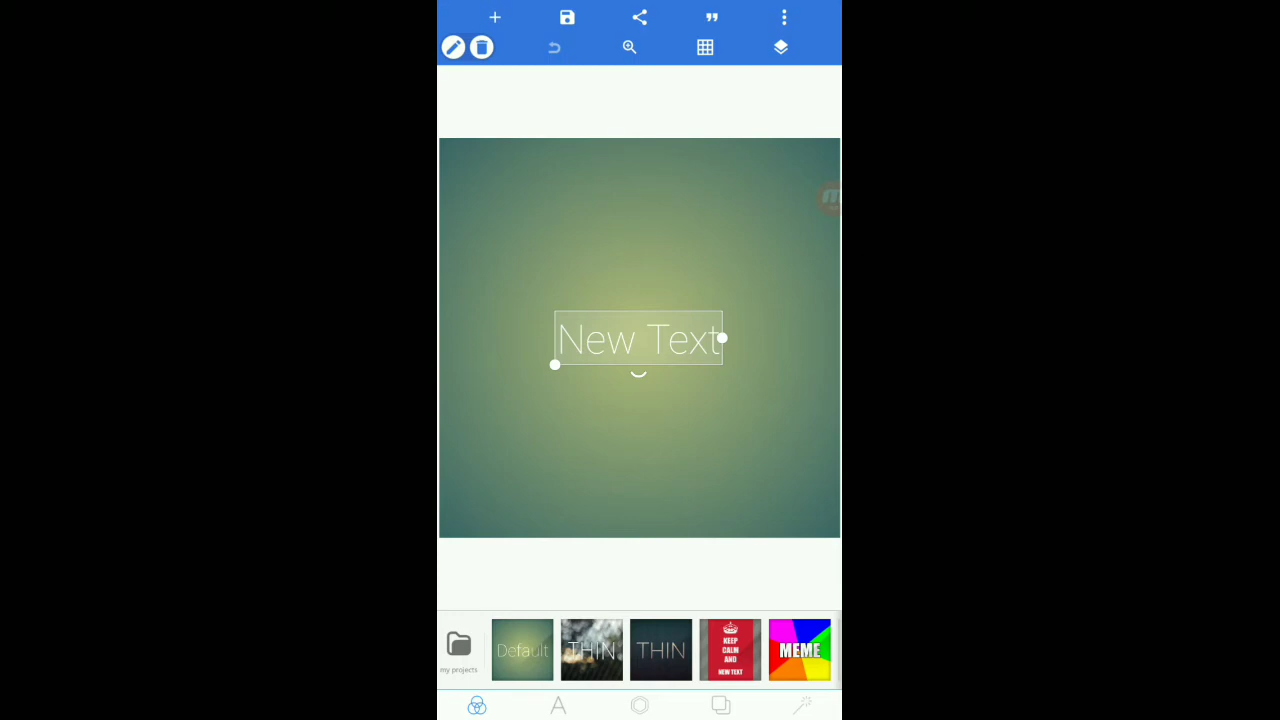 New Text
my projects
Default
THIN
THIN
KEEP
CALM
AND
NEW TEXT
MEME